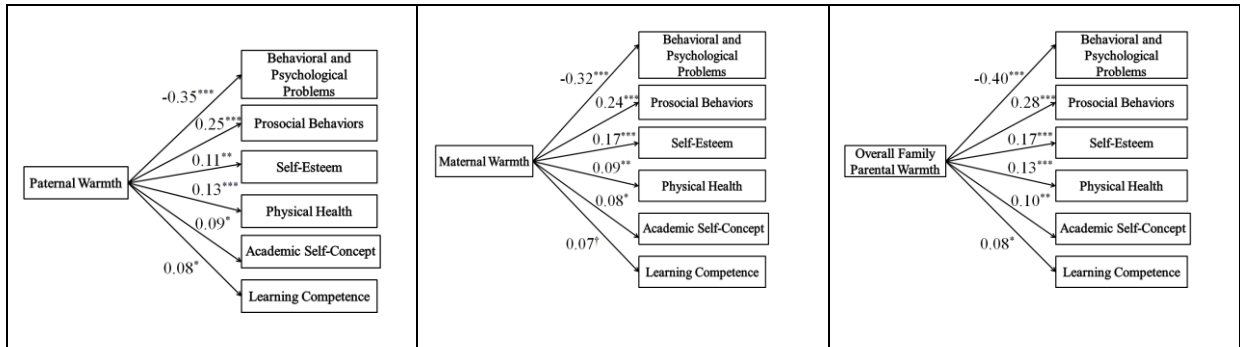 Paternal Warmth
-0.35***
0.25***
0.11**
0.13***
0.09*
0.08*
Behavioral and
Psychological
Problems
Prosocial Behaviors
Self-Esteem
Physical Health
Academic Self-Concept
Learning Competence
Maternal Warmth
-0.32***
0.24***
0.17***
0.09**
0.08*
0.07†
Behavioral and
Psychological
Problems
Prosocial Behaviors
Self-Esteem
Physical Health
Academic Self-Concept
Learning Competence
Overall Family
Parental Warmth
-0.40***
0.28***
0.17***
0.13***
0.10**
0.08*
Behavioral and
Psychological
Problems
Prosocial Behaviors
Self-Esteem
Physical Health
Academic Self-Concept
Learning Competence